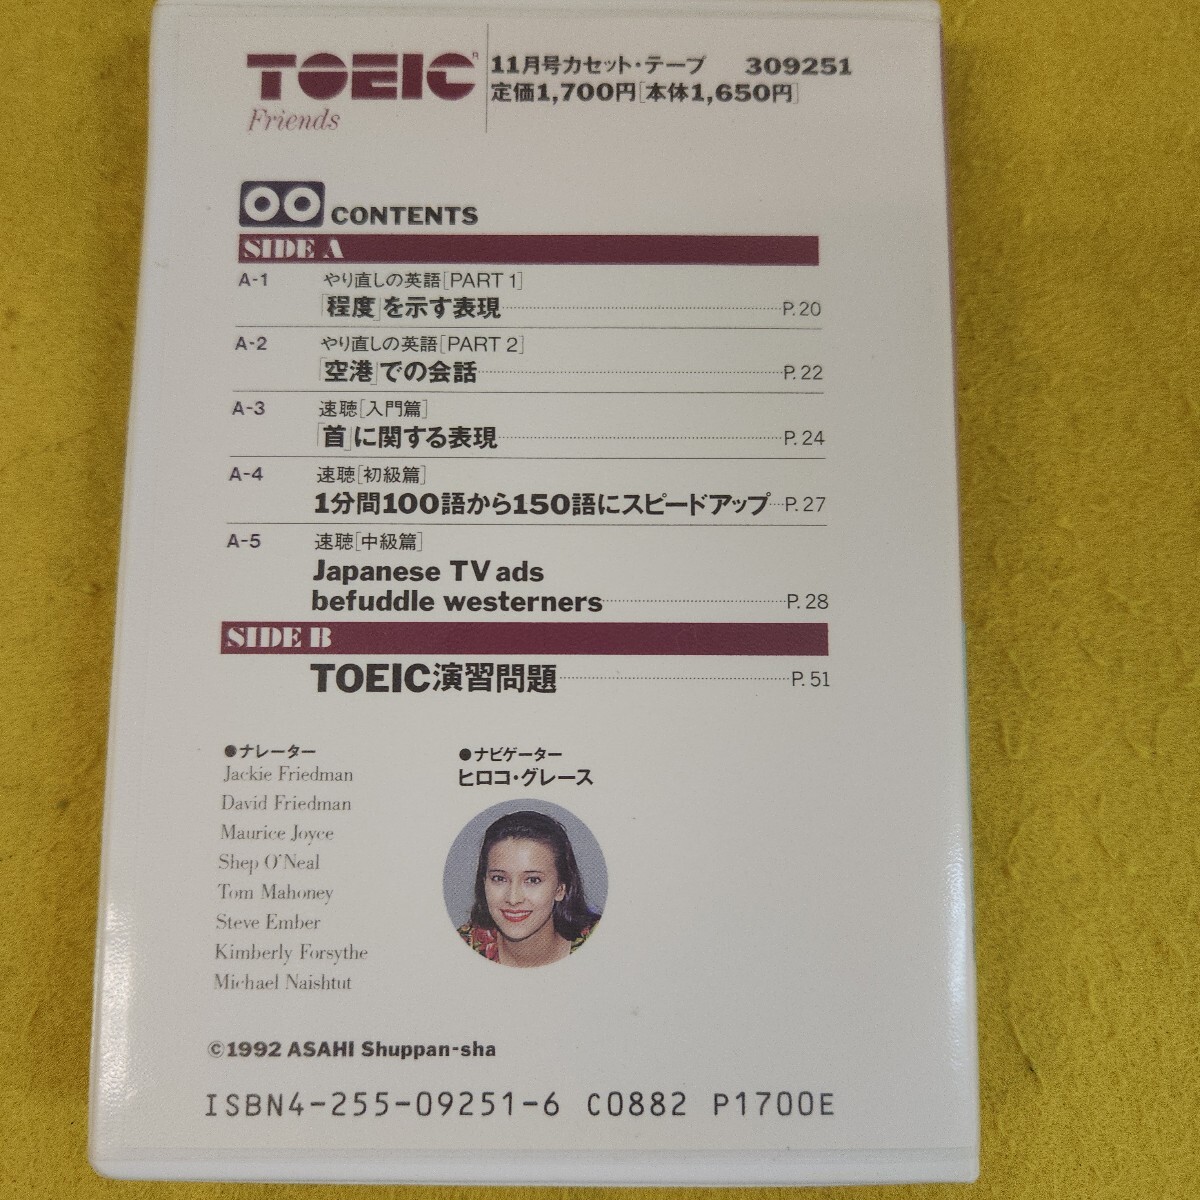 TOEIC®
Friends
11月号カセット・テープ 309251
定価1,700円[本体1,650円]
CONTENTS
SIDE A
A-1 やり直しの英語[PART 1]
「程度」を示す表現 P.20
A-2 やり直しの英語[PART 2]
「空港」での会話 P.22
A-3 速聴[入門篇]
「首」に関する表現 P.24
A-4 速聴[初級篇]
1分間100語から150語にスピードアップ P.27
A-5 速聴[中級篇]
Japanese TV ads
befuddle westerners P.28
SIDE B
TOEIC演習問題 P.51
●ナレーター
Jackie Friedman
David Friedman
Maurice Joyce
Shep O'Neal
Tom Mahoney
Steve Ember
Kimberly Forsythe
Michael Naishtut
●ナビゲーター
ヒロコ・グレース
©1992 ASAHI Shuppan-sha
ISBN4-255-09251-6 C0882 P1700E